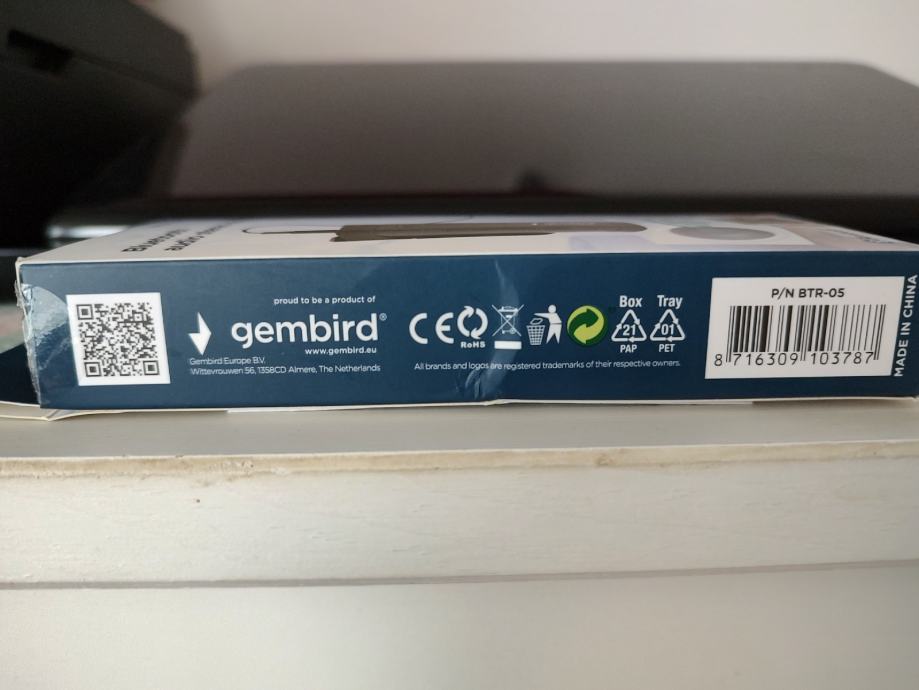 proud to be a product of
gembird®
www.gembird.eu
Gembird Europe B.V.
Wittevrouwen 56, 1358CD Almere, The Netherlands
CE
RoHS
Box
21
PAP
Tray
01
PET
All brands and logos are registered trademarks of their respective owners.
P/N BTR-05
8 716309 103787
MADE IN CHINA